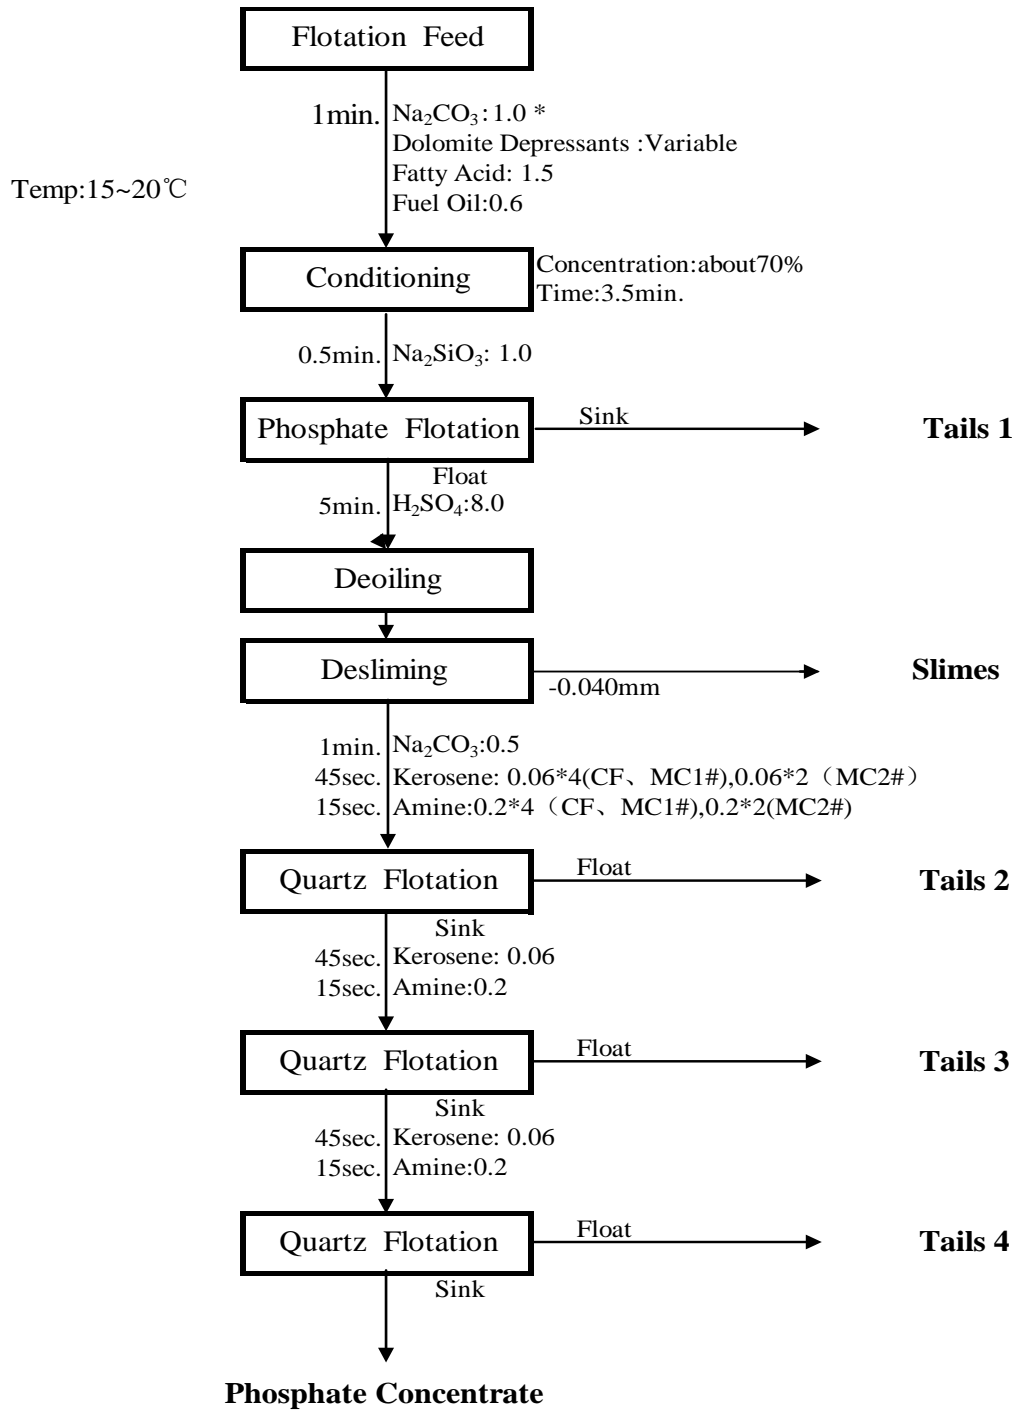 Flotation Feed
1min. Na₂CO₃:1.0 *
Dolomite Depressants :Variable
Fatty Acid: 1.5
Temp:15~20℃
Fuel Oil:0.6
Conditioning
Concentration:about70%
Time:3.5min.
0.5min. Na₂SiO₃: 1.0
Phosphate Flotation
Sink
Tails 1
Float
5min. H₂SO₄:8.0
Deoiling
Desliming
-0.040mm
Slimes
1min. Na₂CO₃:0.5
45sec. Kerosene: 0.06*4(CF、MC1#),0.06*2（MC2#）
15sec. Amine:0.2*4（CF、MC1#),0.2*2(MC2#)
Quartz Flotation
Float
Tails 2
Sink
45sec. Kerosene: 0.06
15sec. Amine:0.2
Quartz Flotation
Float
Tails 3
Sink
45sec. Kerosene: 0.06
15sec. Amine:0.2
Quartz Flotation
Float
Tails 4
Sink
Phosphate Concentrate